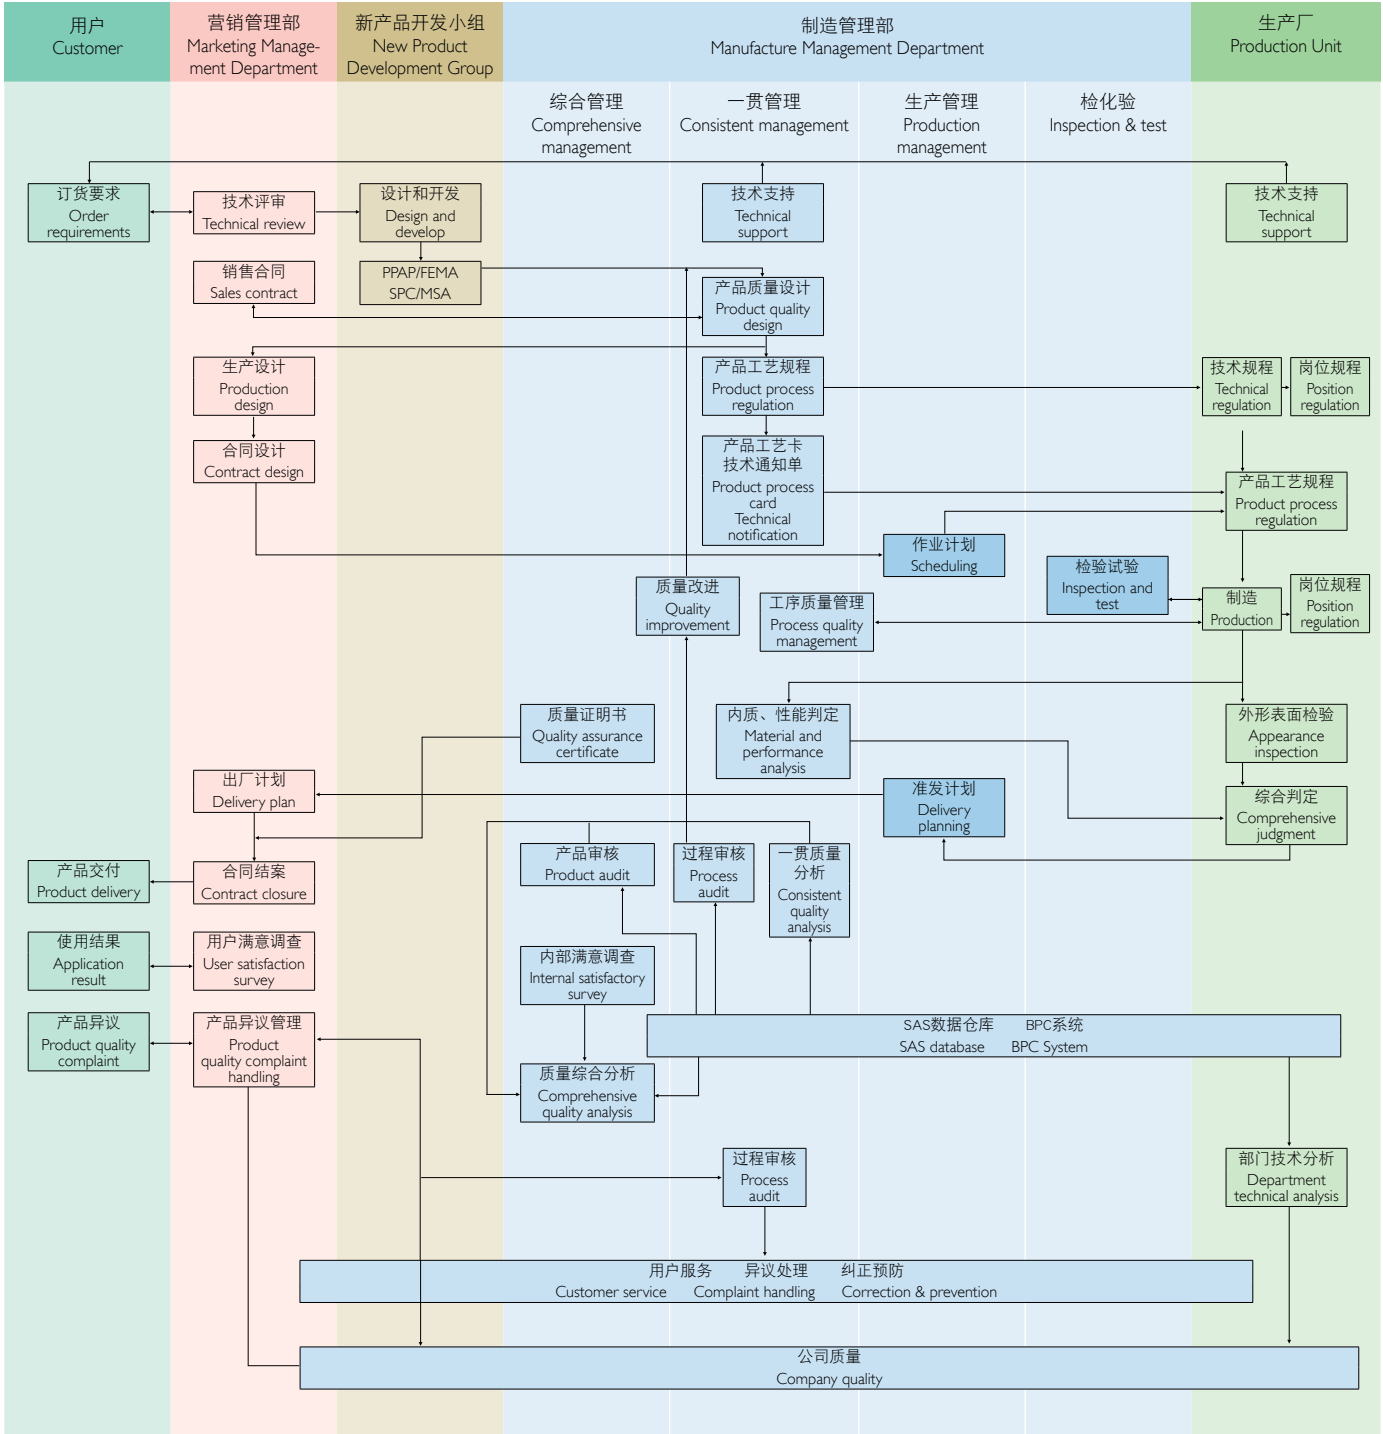 用户
Customer
营销管理部
Marketing Manage-
ment Department
新产品开发小组
New Product
Development Group
制造管理部
Manufacture Management Department
生产厂
Production Unit
综合管理
Comprehensive
management
一贯管理
Consistent management
生产管理
Production
management
检化验
Inspection & test
订货要求
Order
requirements
技术评审
Technical review
设计和开发
Design and
develop
技术支持
Technical
support
技术支持
Technical
support
销售合同
Sales contract
PPAP/FEMA
SPC/MSA
产品质量设计
Product quality
design
生产设计
Production
design
产品工艺规程
Product process
regulation
技术规程
Technical
regulation
岗位规程
Position
regulation
合同设计
Contract design
产品工艺卡
技术通知单
Product process
card
Technical
notification
产品工艺规程
Product process
regulation
作业计划
Scheduling
检验试验
Inspection and
test
质量改进
Quality
improvement
工序质量管理
Process quality
management
制造
Production
岗位规程
Position
regulation
质量证明书
Quality assurance
certificate
内质、性能判定
Material and
performance
analysis
外形表面检验
Appearance
inspection
出厂计划
Delivery plan
准发计划
Delivery
planning
综合判定
Comprehensive
judgment
产品交付
Product delivery
合同结案
Contract closure
产品审核
Product audit
过程审核
Process
audit
一贯质量
分析
Consistent
quality
analysis
使用结果
Application
result
用户满意调查
User satisfaction
survey
内部满意调查
Internal satisfactory
survey
产品异议
Product quality
complaint
产品异议管理
Product
quality complaint
handling
SAS数据仓库 BPC系统
SAS database BPC System
质量综合分析
Comprehensive
quality analysis
过程审核
Process
audit
部门技术分析
Department
technical analysis
用户服务 异议处理 纠正预防
Customer service Complaint handling Correction & prevention
公司质量
Company quality